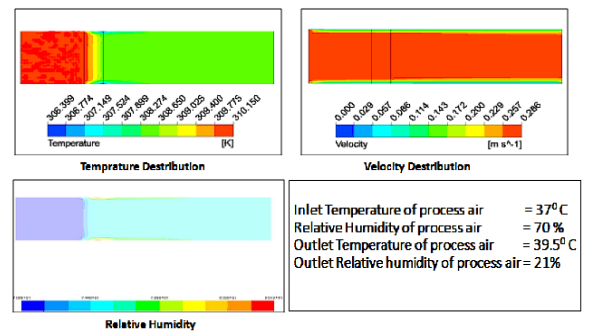 306.399
306.774
307.149
307.524
307.899
308.274
308.650
309.025
309.400
309.775
310.150
Temperature [K]
Temprature Destribution
0.000
0.029
0.057
0.086
0.114
0.143
0.172
0.200
0.229
0.257
0.286
Velocity [m s^-1]
Velocity Destribution
Relative Humidity
Inlet Temperature of process air = 37⁰ C
Relative Humidity of process air = 70 %
Outlet Temperature of process air = 39.5⁰ C
Outlet Relative humidity of process air = 21%